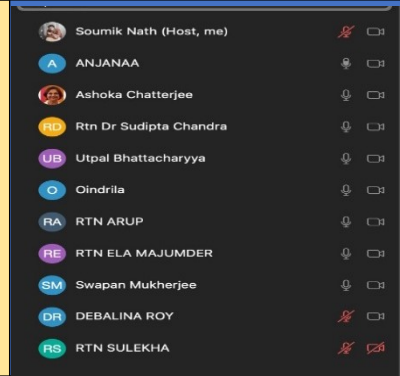 Soumik Nath (Host, me)
A ANJANAA
Ashoka Chatterjee
RD Rtn Dr Sudipta Chandra
UB Utpal Bhattacharyya
O Oindrila
RA RTN ARUP
RE RTN ELA MAJUMDER
SM Swapan Mukherjee
DR DEBALINA ROY
RS RTN SULEKHA